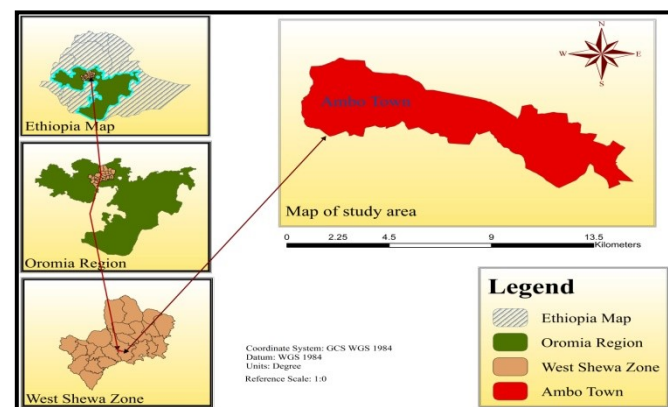 Ethiopia Map
Oromia Region
West Shewa Zone
N
W E
S
Ambo Town
Map of study area
0 2.25 4.5 9 13.5
Kilometers
Coordinate System: GCS WGS 1984
Datum: WGS 1984
Units: Degree
Reference Scale: 1:0
Legend
Ethiopia Map
Oromia Region
West Shewa Zone
Ambo Town